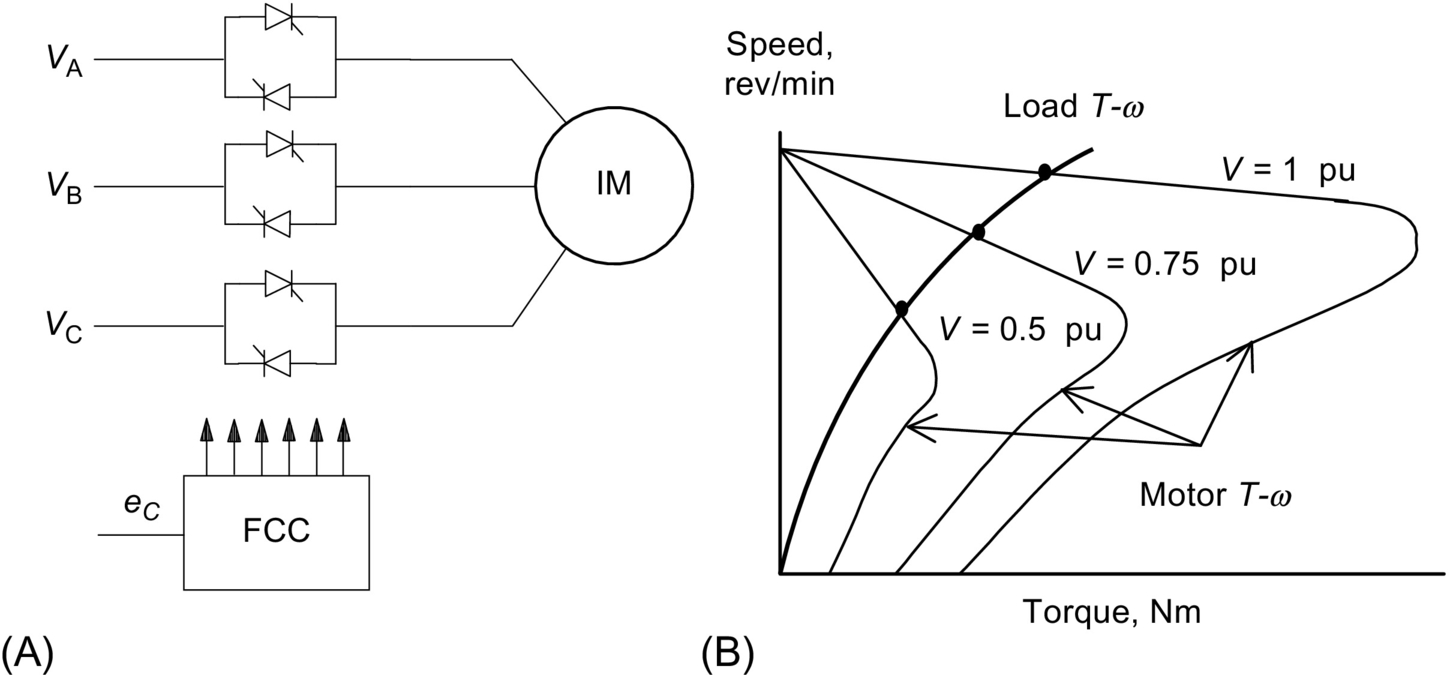 V_A
V_B
V_C
IM
e_C
FCC
(A)
Speed,
rev/min
Load T-ω
V = 1 pu
V = 0.75 pu
V = 0.5 pu
Motor T-ω
Torque, Nm
(B)